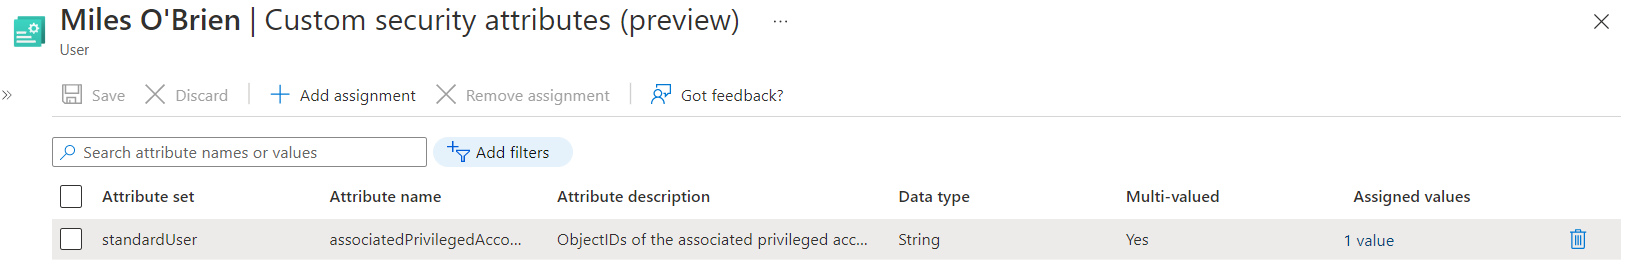 Miles O'Brien | Custom security attributes (preview) ...
User
Save Discard Add assignment Remove assignment Got feedback?
Search attribute names or values Add filters
Attribute set Attribute name Attribute description Data type Multi-valued Assigned values
standardUser associatedPrivilegedAcco... ObjectIDs of the associated privileged acc... String Yes 1 value